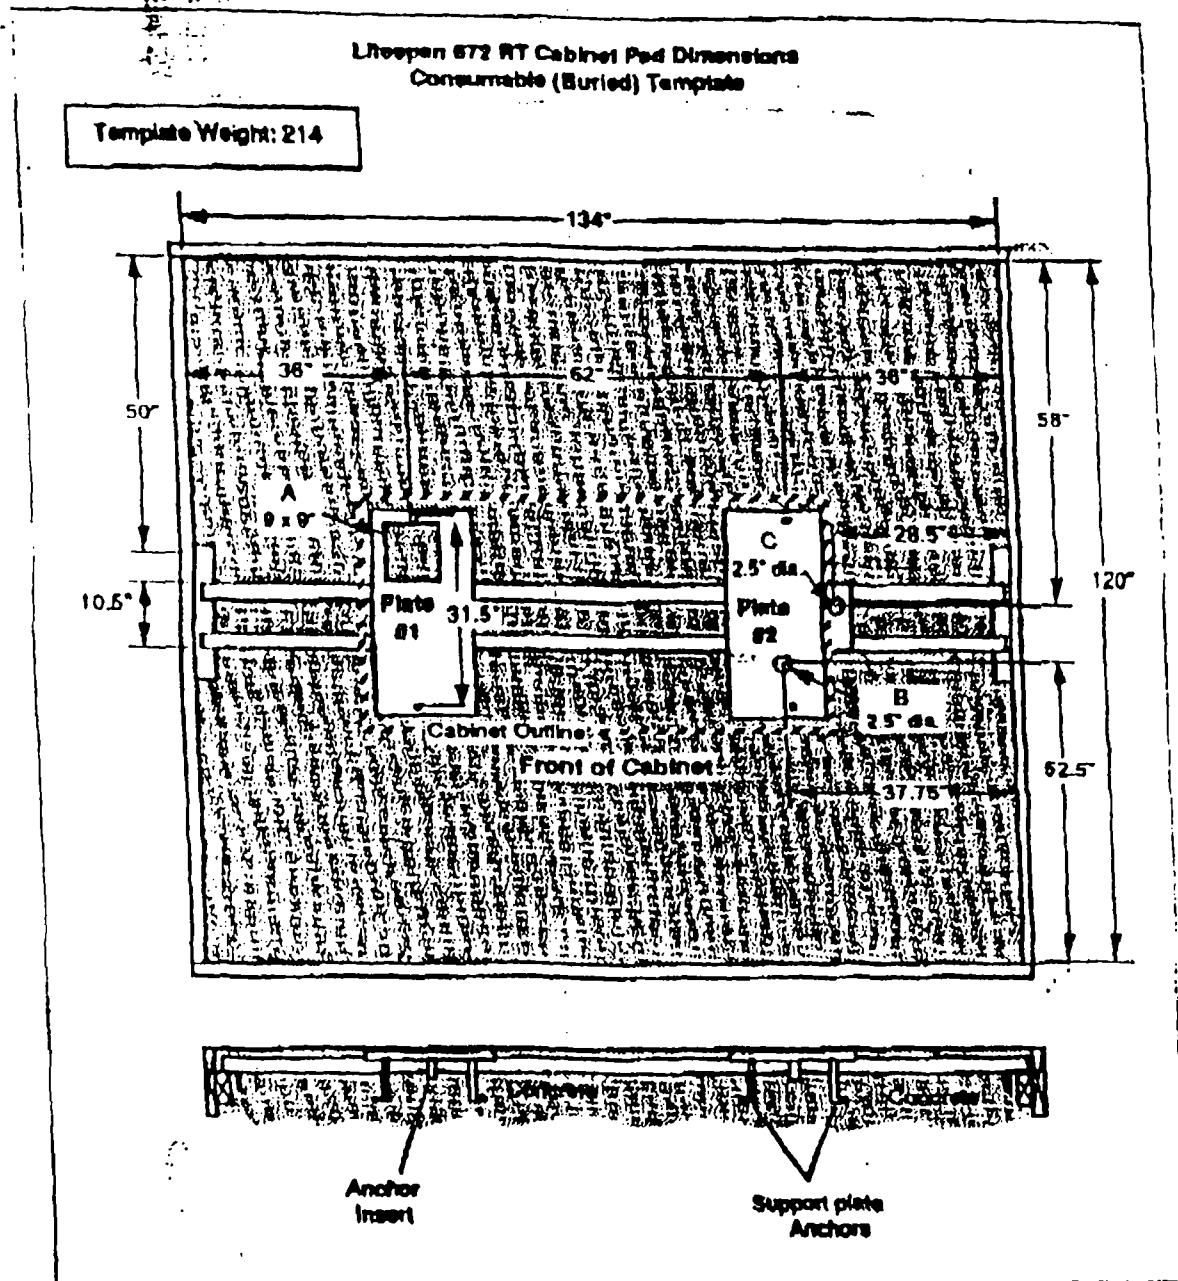 Litespan 672 RT Cabinet Pad Dimensions
Consumable (Buried) Template
Template Weight: 214
134"
36"
62"
36"
50"
58"
A
9 x 9"
C
2.5" dia.
28.5"
120"
10.5"
Plate
#1
31.5"
Plate
#2
B
2.5" dia.
Cabinet Outline
Front of Cabinet
62.5"
37.75"
Concrete
Concrete
Anchor
Insert
Support plate
Anchors